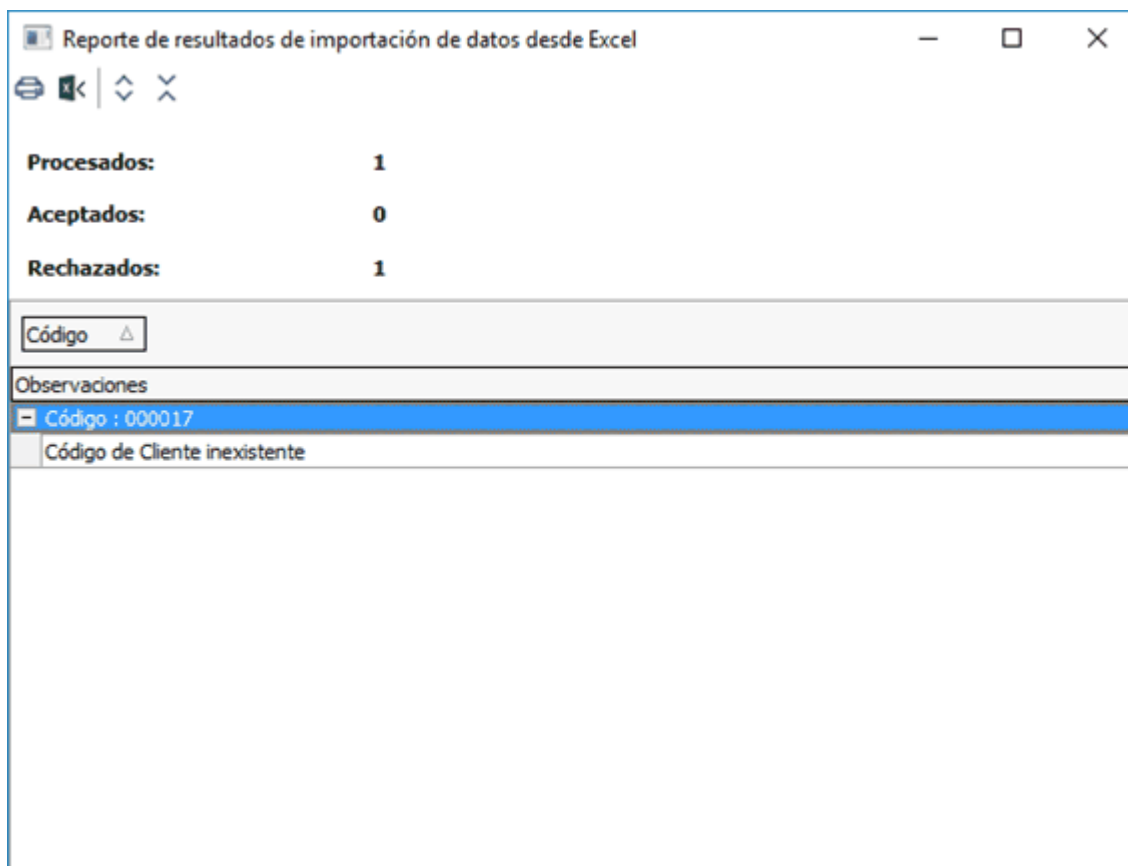 Reporte de resultados de importación de datos desde Excel
Procesados: 1
Aceptados: 0
Rechazados: 1
Código
Observaciones
Código : 000017
Código de Cliente inexistente